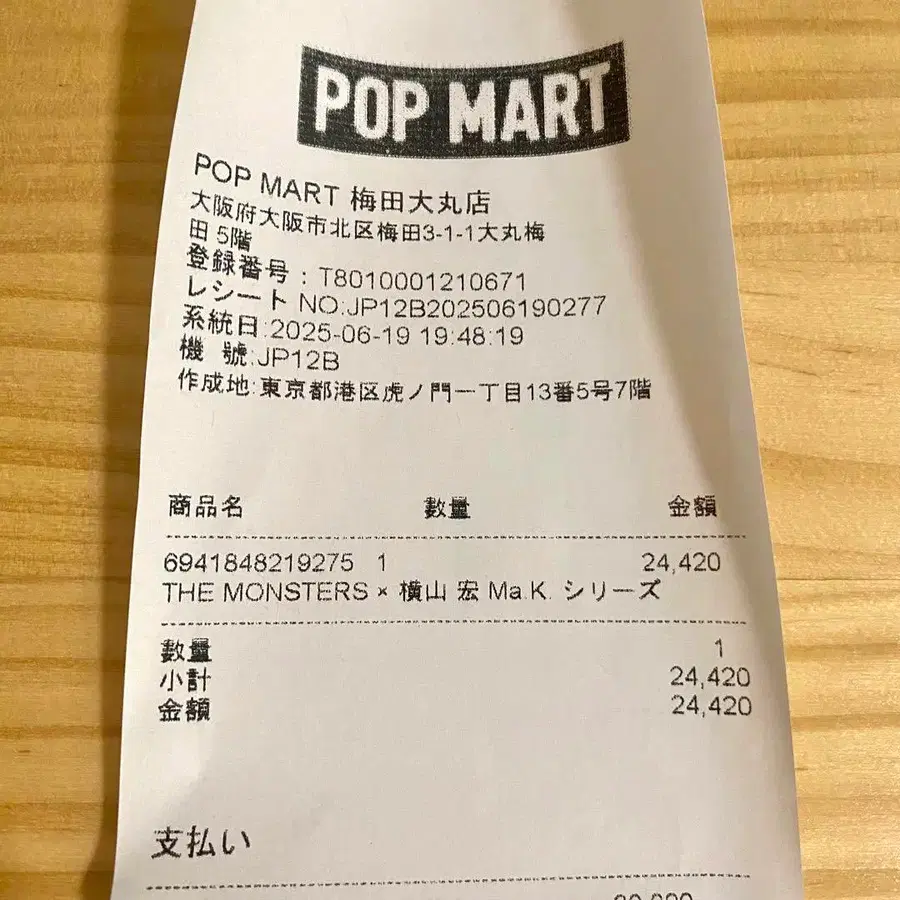 POP MART
POP MART 梅田大丸店
大阪府大阪市北区梅田3-1-1大丸梅
田 5階
登録番号：T8010001210671
レシート NO:JP12B202506190277
系統日:2025-06-19 19:48:19
機 號:JP12B
作成地:東京都港区虎ノ門一丁目13番5号7階
商品名 數量 金額
6941848219275 1 24,420
THE MONSTERS × 横山 宏 Ma.K. シリーズ
數量 1
小計 24,420
金額 24,420
支払い